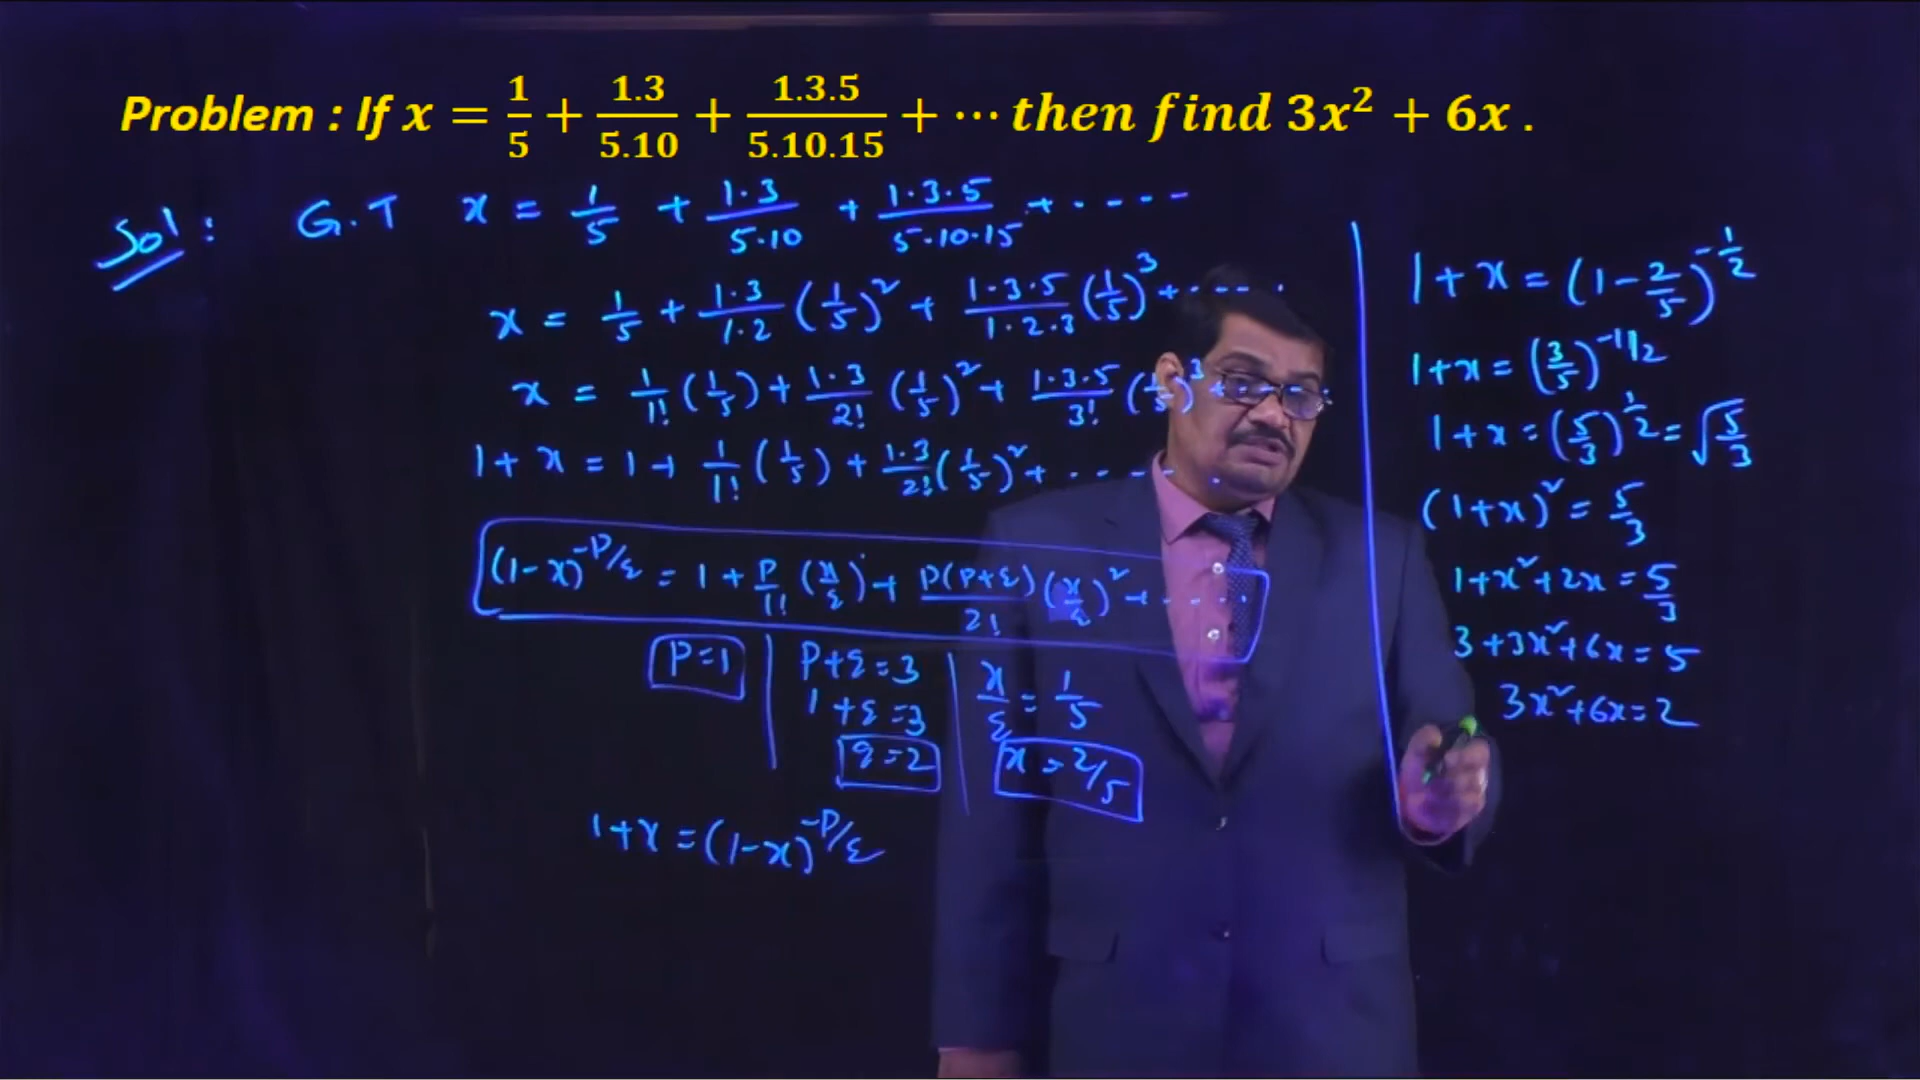 Problem : If x = 1/5 + 1.3/5.10 + 1.3.5/5.10.15 + ⋯ then find 3x² + 6x .
Sol : G.T x = 1/5 + 1·3/5·10 + 1·3·5/5·10·15 + - - - -
x = 1/5 + 1·3/1·2 (1/5)² + 1·3·5/1·2·3 (1/5)³ + - - - .
x = 1/1! (1/5) + 1·3/2! (1/5)² + 1·3·5/3! (1/5)³ + - - - .
1 + x = 1 + 1/1! (1/5) + 1·3/2! (1/5)² + - - - - .
(1-x)^-P/q = 1 + P/1! (x/q) + P(P+q)/2! (x/q)² + - - - .
P=1
P+q=3
1+q=3
q=2
x/q = 1/5
x = 2/5
1+x = (1-x)^-P/q
1+x = (1-2/5)^-1/2
1+x = (3/5)^-1/2
1+x = (5/3)^1/2 = √5/3
(1+x)² = 5/3
1+x²+2x = 5/3
3+3x²+6x = 5
3x²+6x = 2